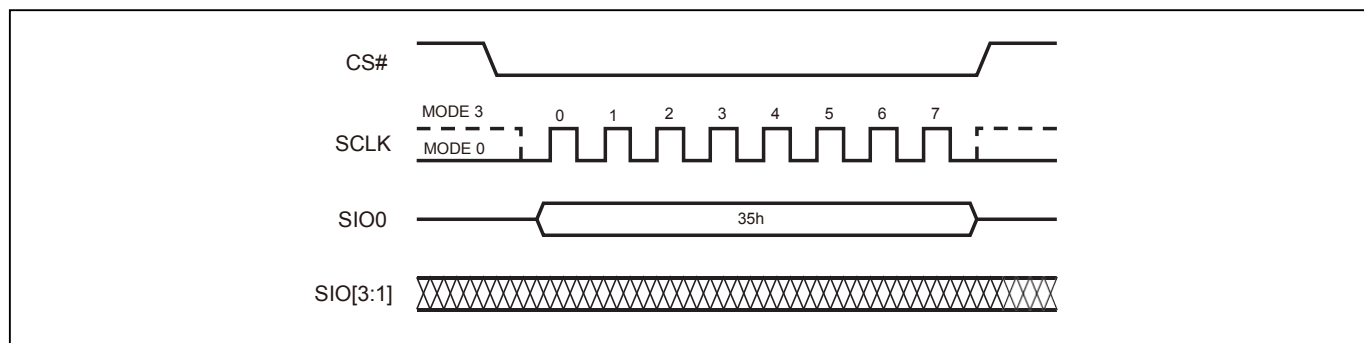 CS#
MODE 3
0 1 2 3 4 5 6 7
SCLK
MODE 0
SIO0
35h
SIO[3:1]